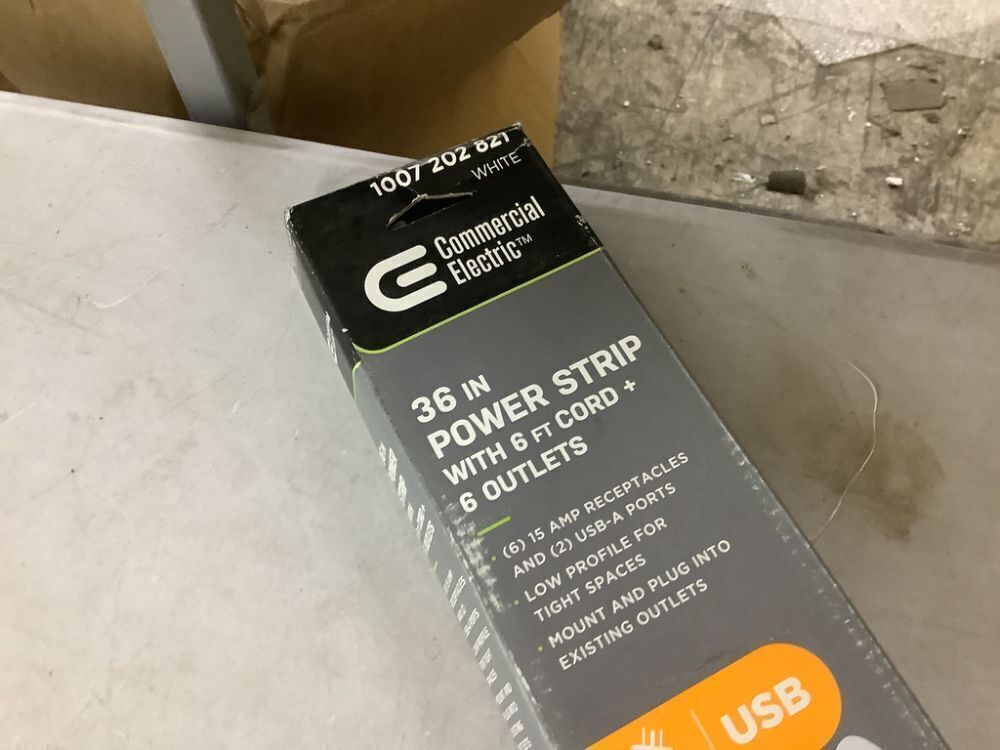 1007 202 821
WHITE
Commercial
Electric™
36 IN
POWER STRIP
WITH 6 FT CORD +
6 OUTLETS
(6) 15 AMP RECEPTACLES
AND (2) USB-A PORTS
LOW PROFILE FOR
TIGHT SPACES
MOUNT AND PLUG INTO
EXISTING OUTLETS
USB